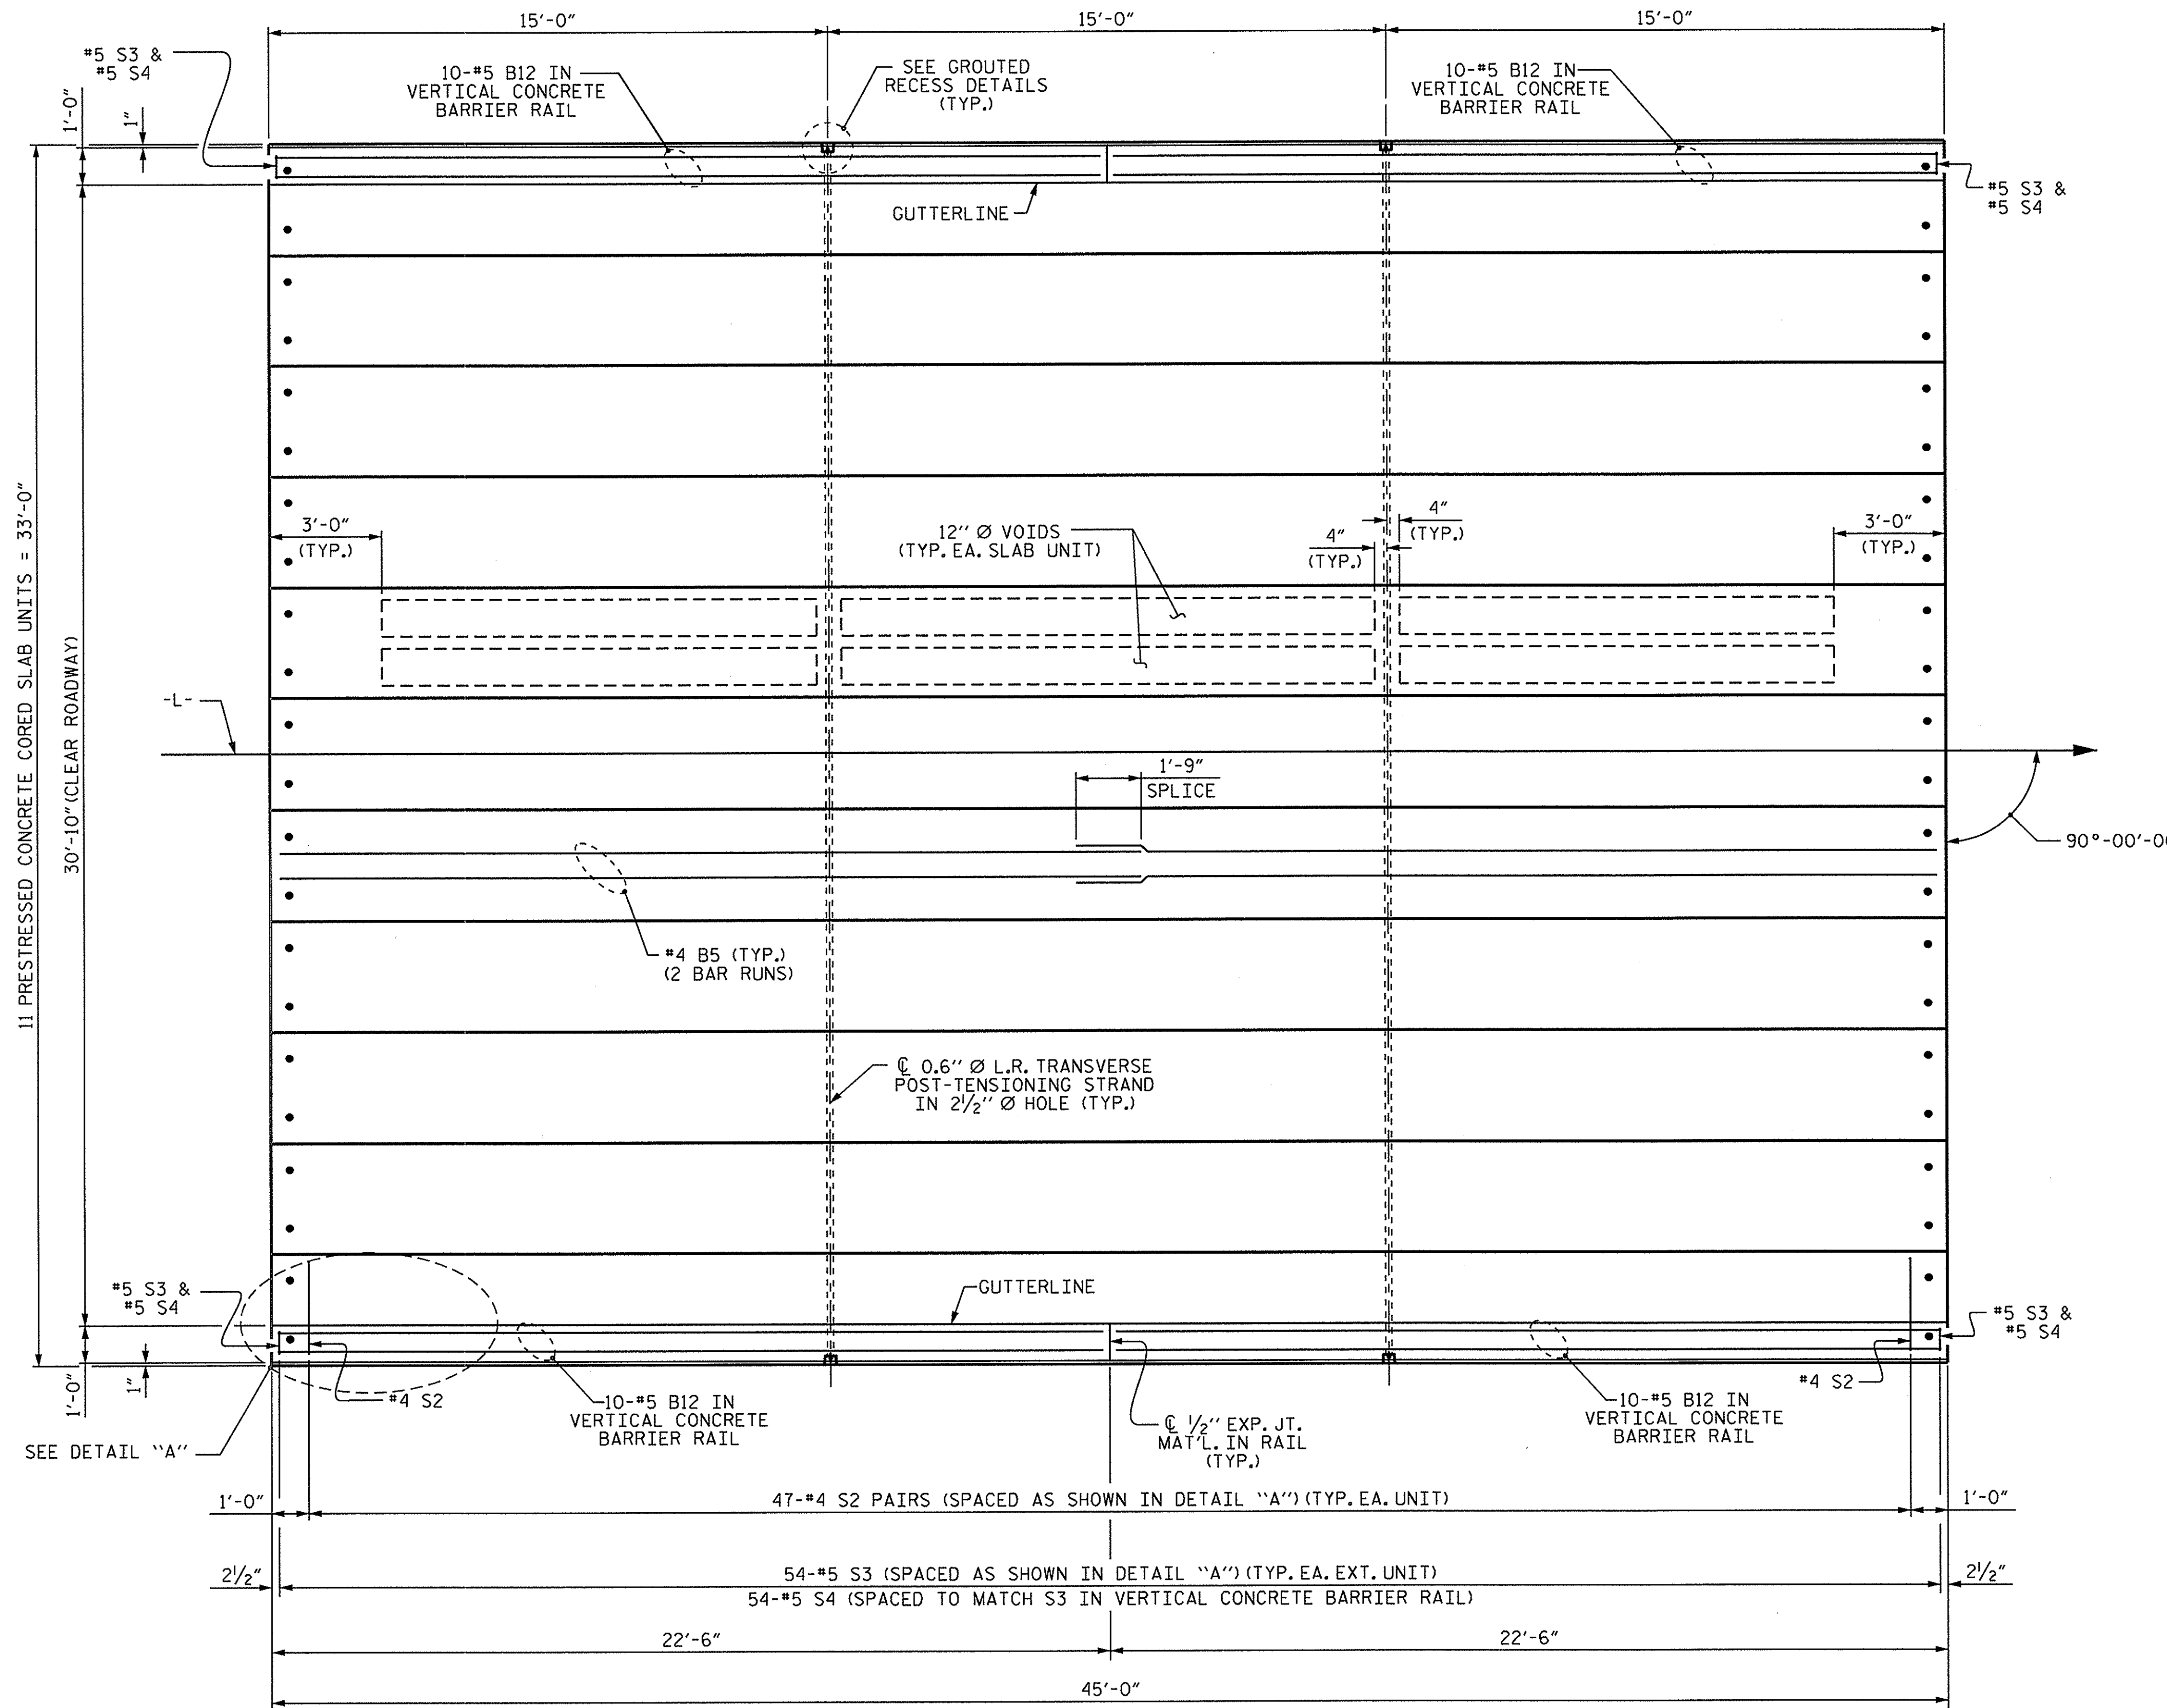 15'-0"
15'-0"
15'-0"
#5 S3 &
#5 S4
10-#5 B12 IN
VERTICAL CONCRETE
BARRIER RAIL
SEE GROUTED
RECESS DETAILS
(TYP.)
10-#5 B12 IN
VERTICAL CONCRETE
BARRIER RAIL
1'-0"
1"
#5 S3 &
#5 S4
GUTTERLINE
11 PRESTRESSED CONCRETE CORED SLAB UNITS = 33'-0"
30'-10" (CLEAR ROADWAY)
3'-0"
(TYP.)
12" Ø VOIDS
(TYP. EA. SLAB UNIT)
4"
(TYP.)
4"
(TYP.)
3'-0"
(TYP.)
-L-
1'-9"
SPLICE
90°-00'-0
#4 B5 (TYP.)
(2 BAR RUNS)
℄ 0.6" Ø L.R. TRANSVERSE
POST-TENSIONING STRAND
IN 2½" Ø HOLE (TYP.)
#5 S3 &
#5 S4
GUTTERLINE
#5 S3 &
#5 S4
1'-0"
1"
#4 S2
10-#5 B12 IN
VERTICAL CONCRETE
BARRIER RAIL
℄ ½" EXP. JT.
MAT'L. IN RAIL
(TYP.)
10-#5 B12 IN
VERTICAL CONCRETE
BARRIER RAIL
#4 S2
SEE DETAIL "A"
1'-0"
47-#4 S2 PAIRS (SPACED AS SHOWN IN DETAIL "A") (TYP. EA. UNIT)
1'-0"
2½"
54-#5 S3 (SPACED AS SHOWN IN DETAIL "A") (TYP. EA. EXT. UNIT)
54-#5 S4 (SPACED TO MATCH S3 IN VERTICAL CONCRETE BARRIER RAIL)
2½"
22'-6"
22'-6"
45'-0"